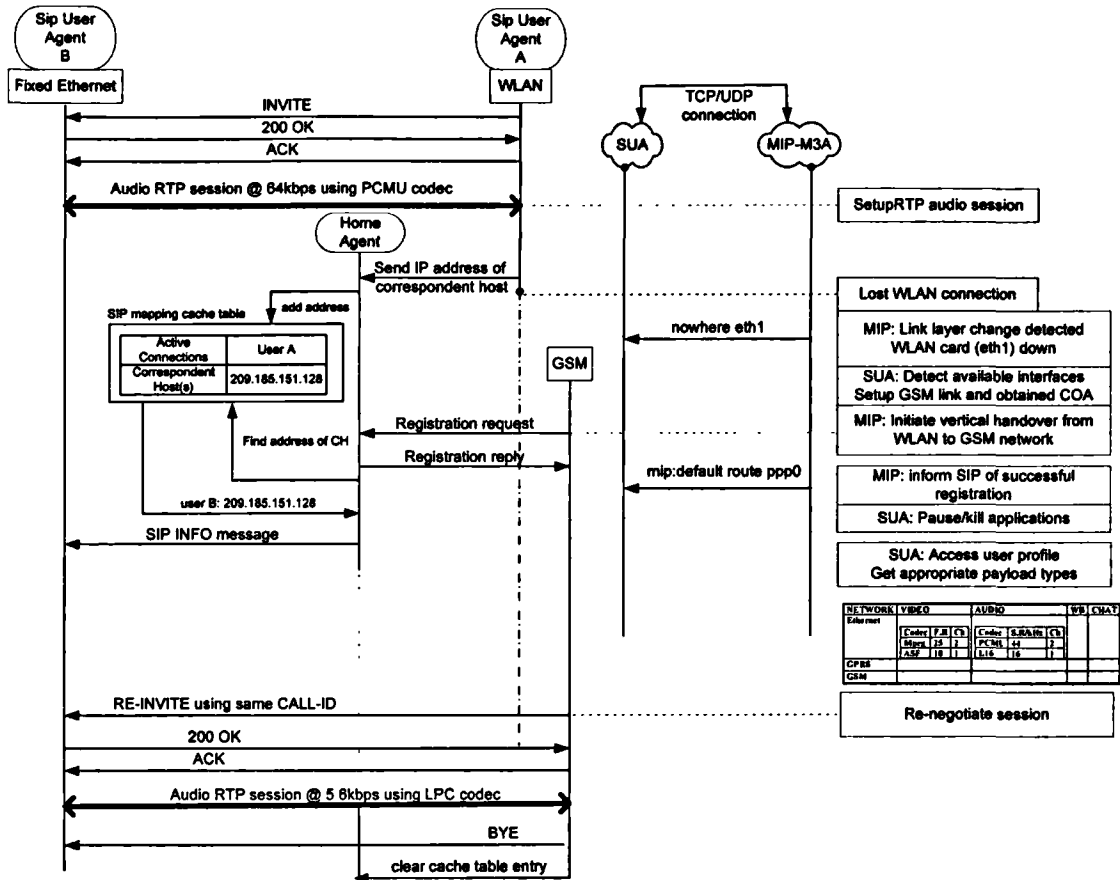 Sip User
Agent
B
Fixed Ethernet
Sip User
Agent
A
WLAN
INVITE
200 OK
ACK
Audio RTP session @ 64kbps using PCMU codec
TCP/UDP
connection
SUA
MIP-M3A
SetupRTP audio session
Home
Agent
Send IP address of
correspondent host
add address
SIP mapping cache table
Active
Connections
User A
Correspondent
Host(s)
209.185.151.128
Lost WLAN connection
nowhere eth1
MIP: Link layer change detected
WLAN card (eth1) down
GSM
SUA: Detect available interfaces
Setup GSM link and obtained COA
Registration request
MIP: Initiate vertical handover from
WLAN to GSM network
Find address of CH
Registration reply
mip:default route ppp0
MIP: inform SIP of successful
registration
user B: 209.185.151.128
SUA: Pause/kill applications
SIP INFO message
SUA: Access user profile
Get appropriate payload types
NETWORK VIDEO AUDIO WB CHAT
Ethernet
Codec F.R Ch Codec S.R/kHz Ch
Mpeg 25 2 PCML 44 2
ASF 18 1 L16 16 1
GPRS
GSM
RE-INVITE using same CALL-ID
Re-negotiate session
200 OK
ACK
Audio RTP session @ 5 6kbps using LPC codec
BYE
clear cache table entry